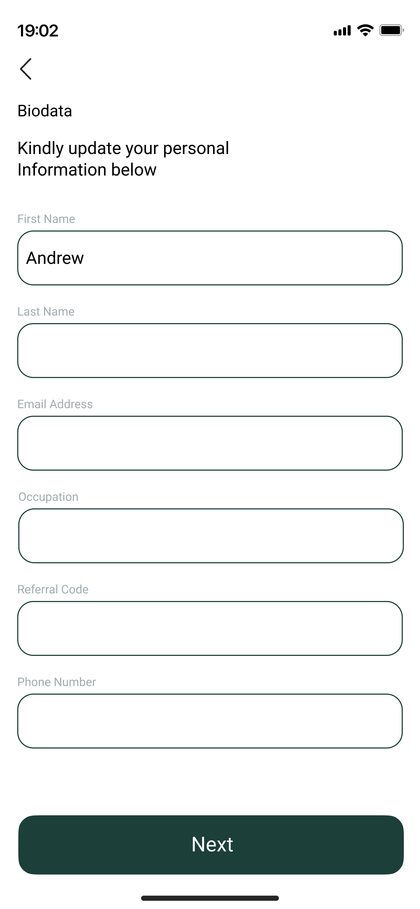 19:02
Biodata
Kindly update your personal
Information below
First Name
Andrew
Last Name
Email Address
Occupation
Referral Code
Phone Number
Next